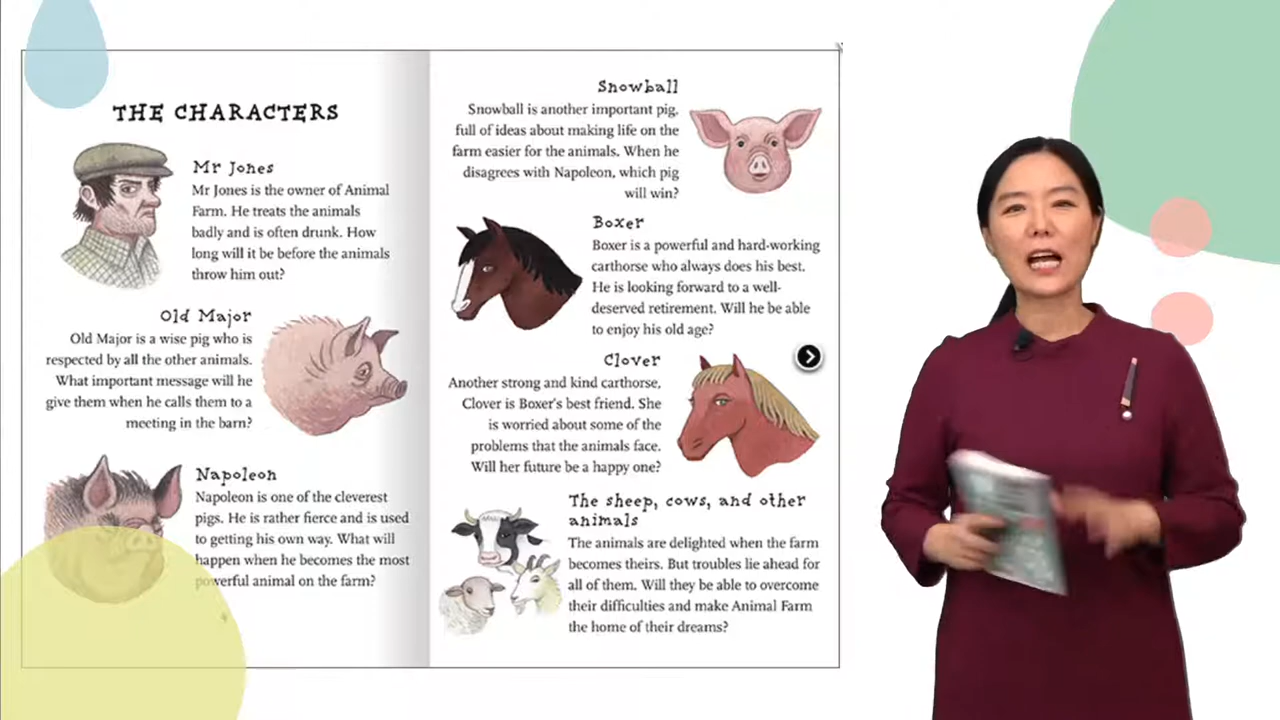 THE CHARACTERS
Mr Jones
Mr Jones is the owner of Animal
Farm. He treats the animals
badly and is often drunk. How
long will it be before the animals
throw him out?
Old Major
Old Major is a wise pig who is
respected by all the other animals.
What important message will he
give them when he calls them to a
meeting in the barn?
Napoleon
Napoleon is one of the cleverest
pigs. He is rather fierce and is used
to getting his own way. What will
happen when he becomes the most
powerful animal on the farm?
Snowball
Snowball is another important pig,
full of ideas about making life on the
farm easier for the animals. When he
disagrees with Napoleon, which pig
will win?
Boxer
Boxer is a powerful and hard-working
carthorse who always does his best.
He is looking forward to a well-
deserved retirement. Will he be able
to enjoy his old age?
Clover
Another strong and kind carthorse,
Clover is Boxer's best friend. She
is worried about some of the
problems that the animals face.
Will her future be a happy one?
The sheep, cows, and other
animals
The animals are delighted when the farm
becomes theirs. But troubles lie ahead for
all of them. Will they be able to overcome
their difficulties and make Animal Farm
the home of their dreams?